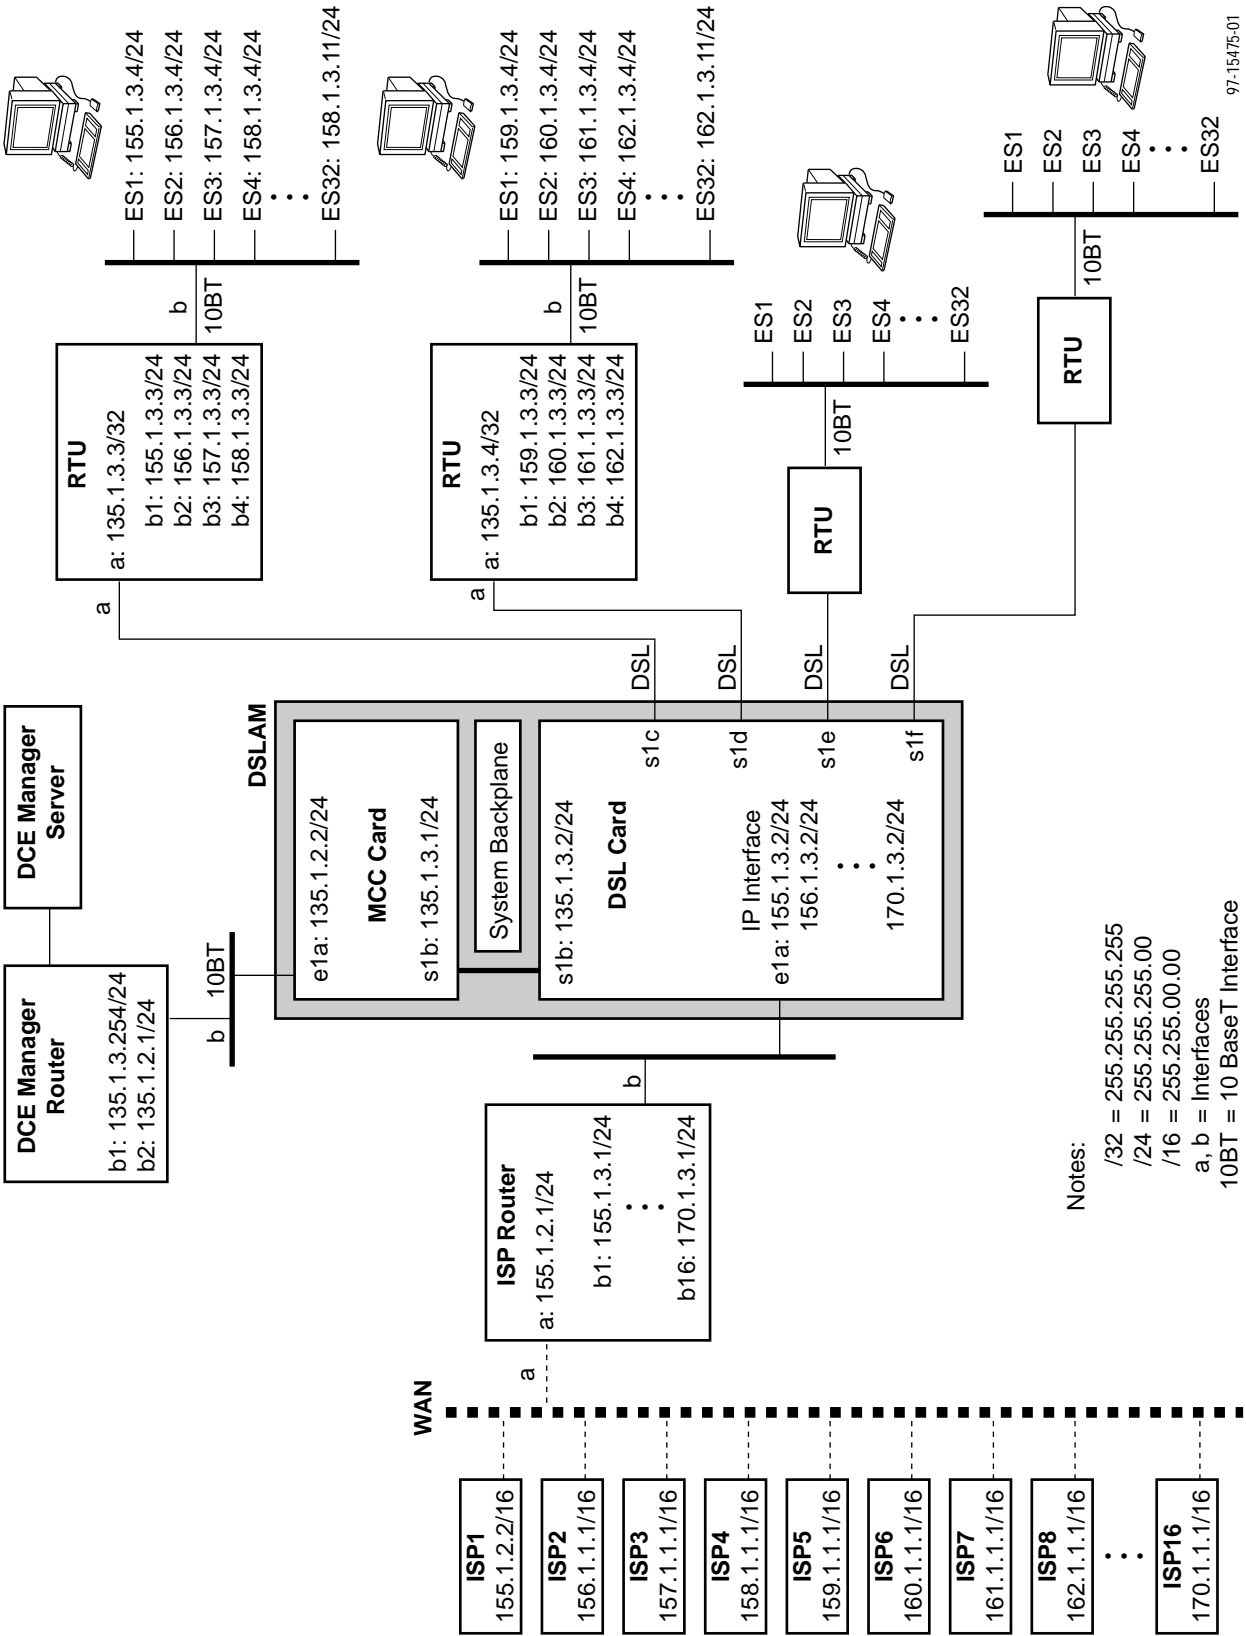 WAN
ISP1
155.1.2.2/16
ISP2
156.1.1.1/16
ISP3
157.1.1.1/16
ISP4
158.1.1.1/16
ISP5
159.1.1.1/16
ISP6
160.1.1.1/16
ISP7
161.1.1.1/16
ISP8
162.1.1.1/16
• • •
ISP16
170.1.1.1/16
a
ISP Router
a: 155.1.2.1/24
b1: 155.1.3.1/24
• • •
b16: 170.1.3.1/24
b
DCE Manager
Router
b1: 135.1.3.254/24
b2: 135.1.2.1/24
DCE Manager
Server
b
10BT
DSLAM
e1a: 135.1.2.2/24
MCC Card
s1b: 135.1.3.1/24
System Backplane
s1b: 135.1.3.2/24
DSL Card
IP Interface
e1a: 155.1.3.2/24
156.1.3.2/24
• • •
170.1.3.2/24
s1c
s1d
s1e
s1f
DSL
DSL
DSL
DSL
a
RTU
a: 135.1.3.3/32
b1: 155.1.3.3/24
b2: 156.1.3.3/24
b3: 157.1.3.3/24
b4: 158.1.3.3/24
b
10BT
ES1: 155.1.3.4/24
ES2: 156.1.3.4/24
ES3: 157.1.3.4/24
ES4: 158.1.3.4/24
• • •
ES32: 158.1.3.11/24
a
RTU
a: 135.1.3.4/32
b1: 159.1.3.3/24
b2: 160.1.3.3/24
b3: 161.1.3.3/24
b4: 162.1.3.3/24
b
10BT
ES1: 159.1.3.4/24
ES2: 160.1.3.4/24
ES3: 161.1.3.4/24
ES4: 162.1.3.4/24
• • •
ES32: 162.1.3.11/24
RTU
10BT
ES1
ES2
ES3
ES4
• • •
ES32
RTU
10BT
ES1
ES2
ES3
ES4
• • •
ES32
Notes:
/32 = 255.255.255.255
/24 = 255.255.255.00
/16 = 255.255.00.00
a, b = Interfaces
10BT = 10 BaseT Interface
97-15475-01